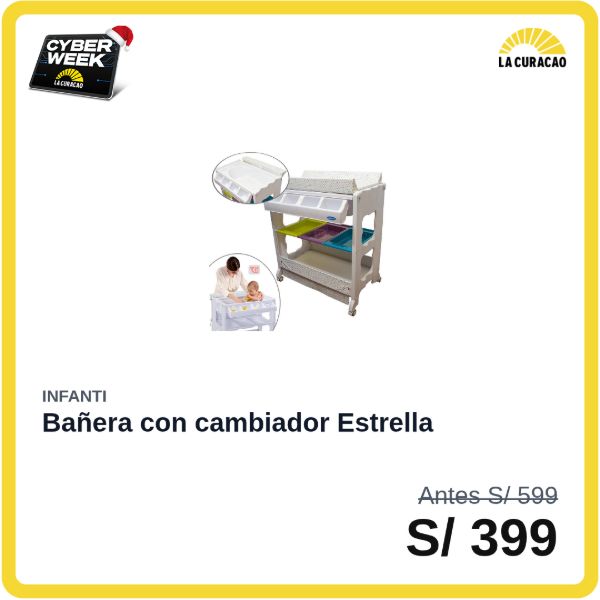 CYBER
WEEK
LA CURACAO
LA CURACAO
INFANTI
Bañera con cambiador Estrella
Antes S/ 599
S/ 399